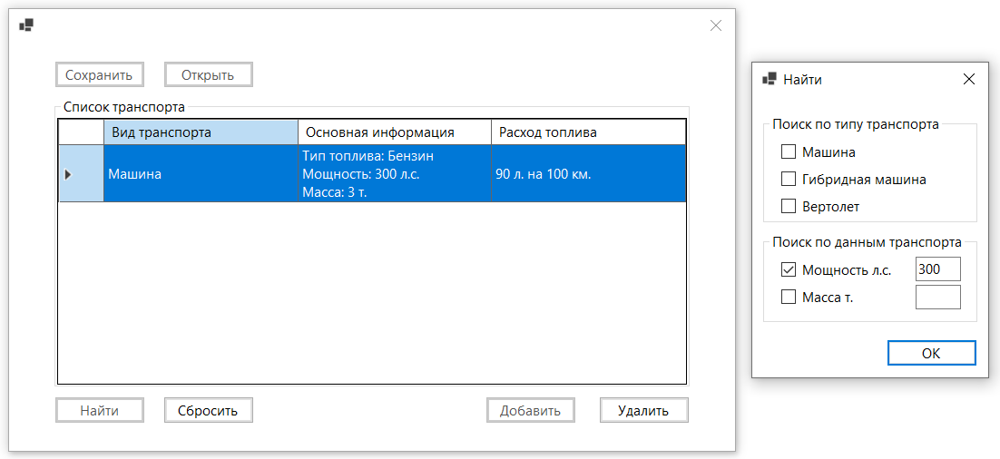 Сохранить Открыть
Список транспорта
Вид транспорта Основная информация Расход топлива
Машина
Тип топлива: Бензин
Мощность: 300 л.с.
Масса: 3 т.
90 л. на 100 км.
Найти Сбросить Добавить Удалить
Найти
Поиск по типу транспорта
Машина
Гибридная машина
Вертолет
Поиск по данным транспорта
Мощность л.с. 300
Масса т.
ОК